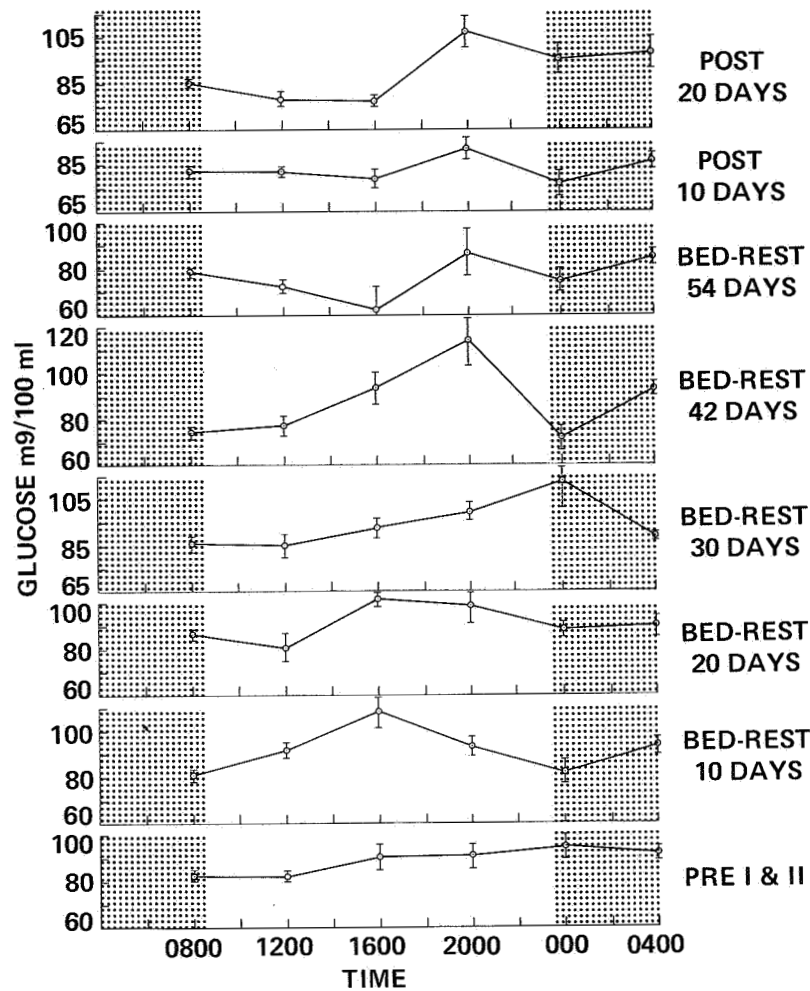 105
85
65
POST
20 DAYS
85
65
POST
10 DAYS
100
80
60
BED-REST
54 DAYS
120
100
80
60
BED-REST
42 DAYS
GLUCOSE m9/100 ml
105
85
65
BED-REST
30 DAYS
100
80
60
BED-REST
20 DAYS
100
80
60
BED-REST
10 DAYS
100
80
60
PRE I & II
0800 1200 1600 2000 000 0400
TIME